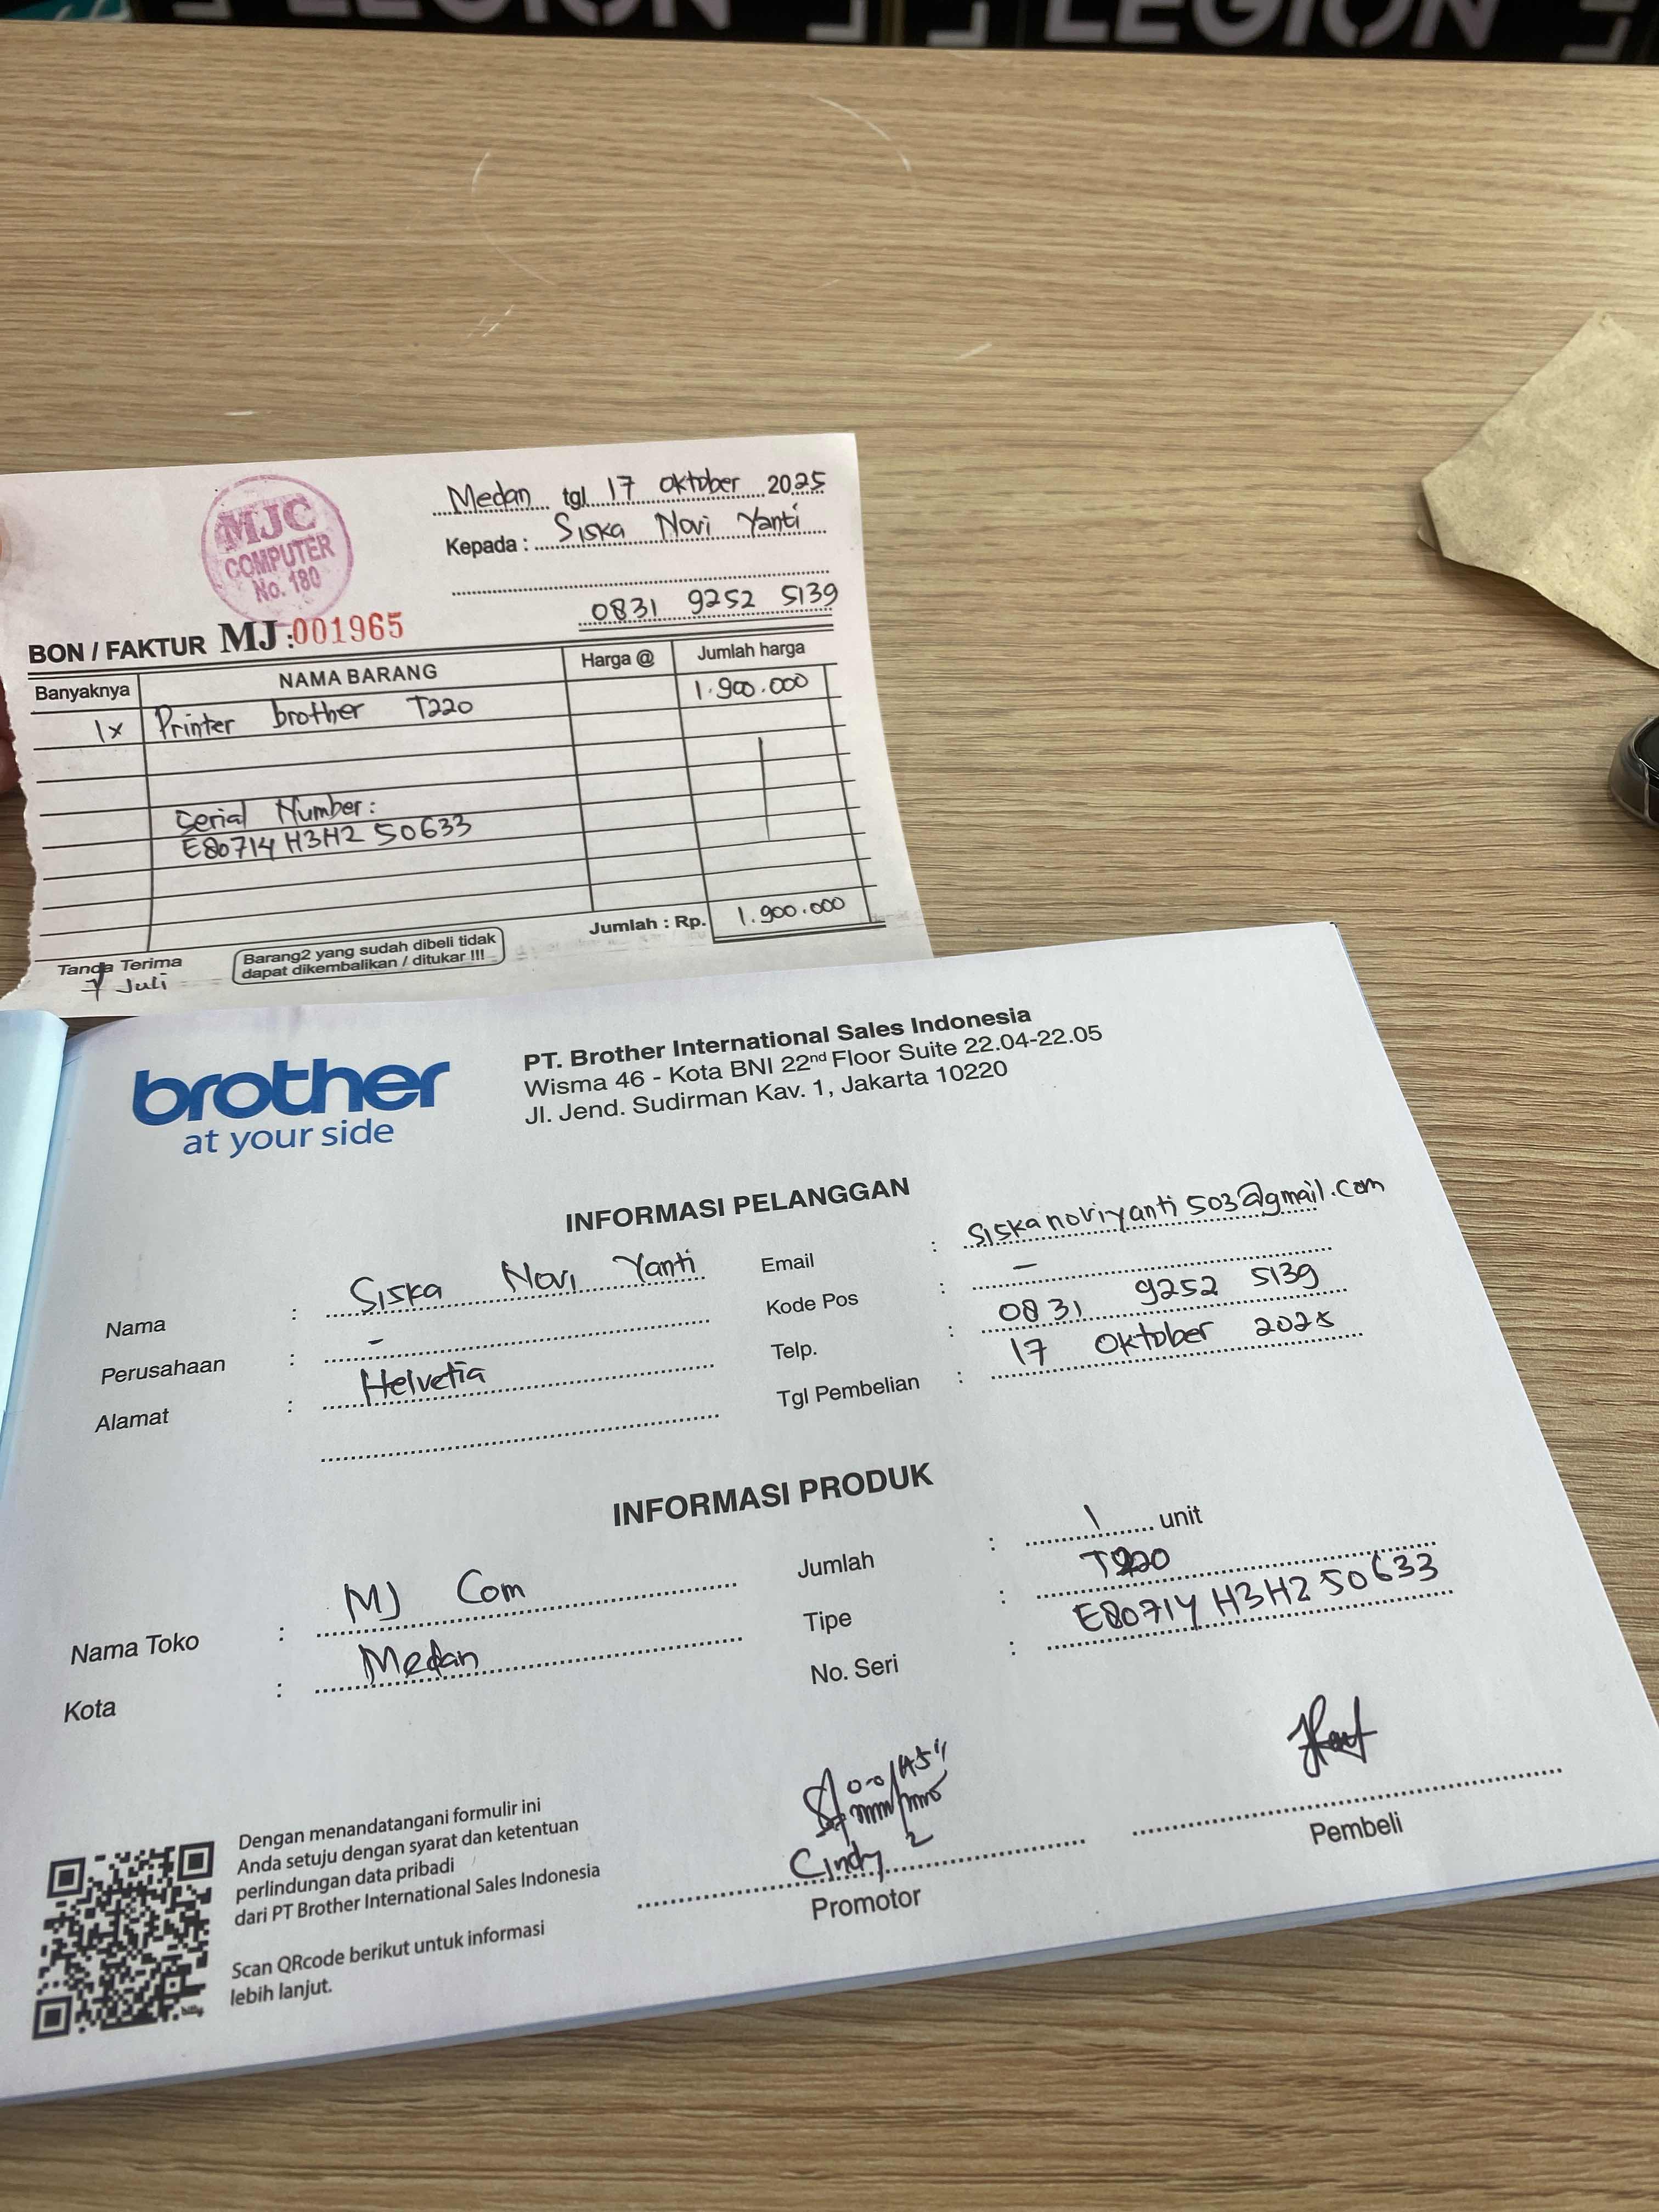 LEGION LEGION
MJC
COMPUTER
No. 180
Medan tgl 17 Oktober 2025
Kepada : Siska Novi Yanti
0831 9252 5139
BON / FAKTUR MJ :001965
Banyaknya NAMA BARANG Harga @ Jumlah harga
1x Printer brother T220 1.900.000
Serial Number :
E80714H3H250633
Jumlah : Rp. 1.900.000
Tanda Terima
Juli
Barang2 yang sudah dibeli tidak
dapat dikembalikan / ditukar !!!
brother
at your side
PT. Brother International Sales Indonesia
Wisma 46 - Kota BNI 22nd Floor Suite 22.04-22.05
Jl. Jend. Sudirman Kav. 1, Jakarta 10220
INFORMASI PELANGGAN
Nama : Siska Novi Yanti
Perusahaan : -
Alamat : Helvetia
Email : siskanoviyanti503@gmail.com
Kode Pos : -
Telp. : 0831 9252 5139
Tgl Pembelian : 17 Oktober 2025
INFORMASI PRODUK
Nama Toko : MJ Com
Kota : Medan
Jumlah : 1 unit
Tipe : T220
No. Seri : E80714H3H250633
Dengan menandatangani formulir ini
Anda setuju dengan syarat dan ketentuan
perlindungan data pribadi
dari PT Brother International Sales Indonesia
Scan QRcode berikut untuk informasi
lebih lanjut.
Cindy
Promotor
Pembeli